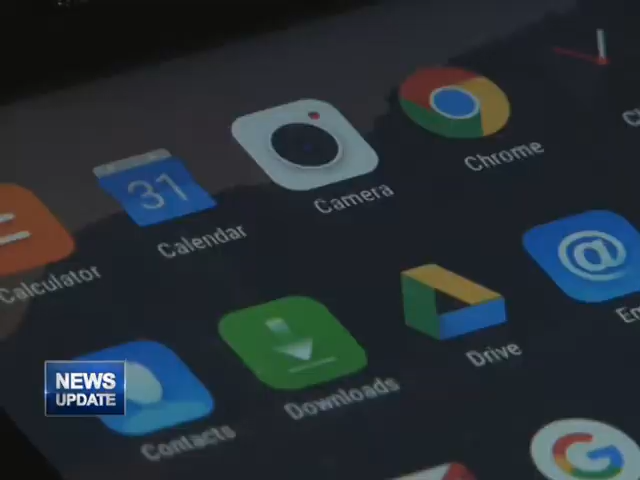 Chrome
Camera
31
Calendar
Calculator
@
Drive
Downloads
Contacts
G
NEWS
UPDATE